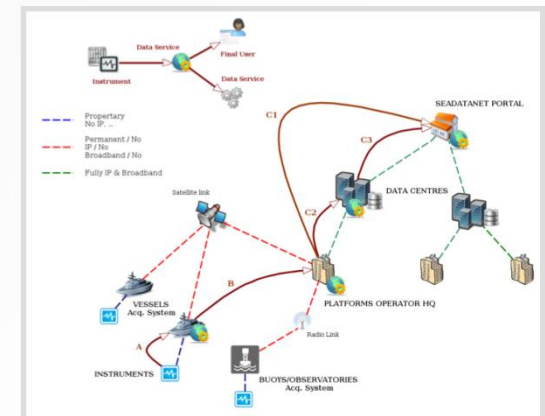 Data Service
Final User
Instrument
Data Service
Propertary
No IP, ..
Permanant / No
IP / No
Broadband / No
Fully IP & Broadband
C1
SEADATANET PORTAL
C3
Satellite link
DATA CENTRES
C2
B
VESSELS
Acq. System
PLATFORMS OPERATOR HQ
A
Radio Link
INSTRUMENTS
BUOYS/OBSERVATORIES
Acq. System